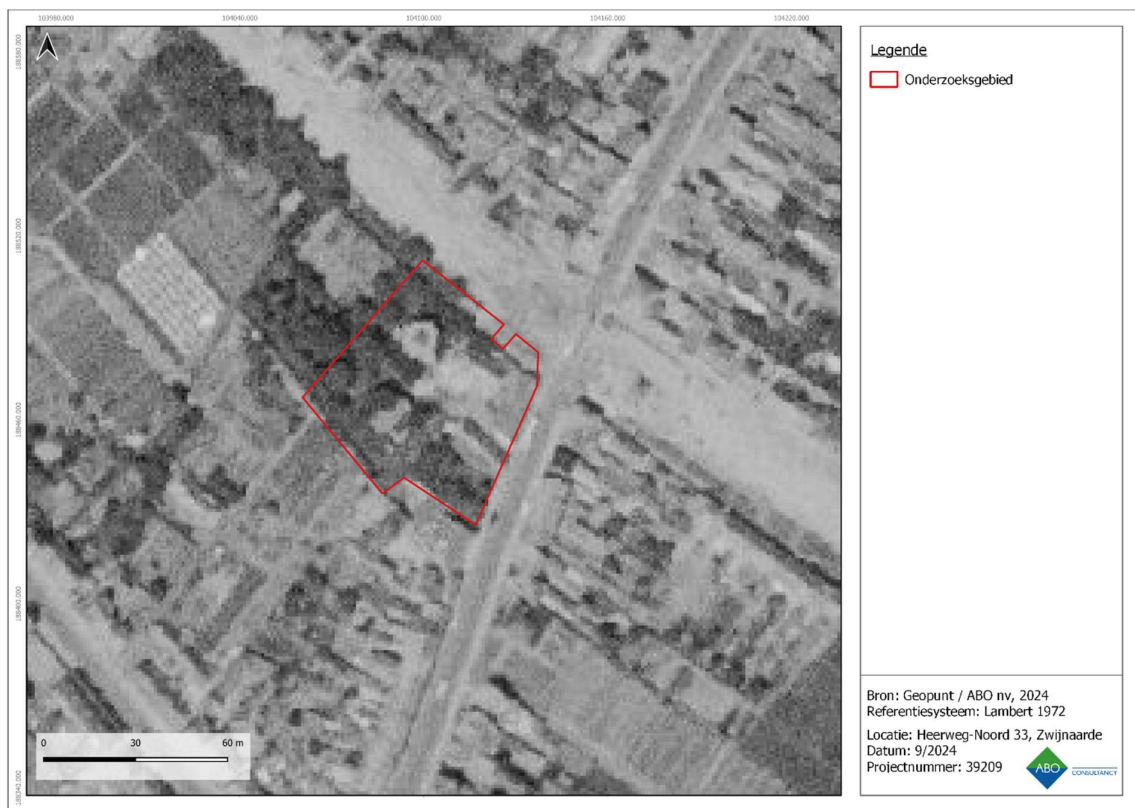 103980.000 104040.000 104100.000 104160.000 104220.000
188580.000
188520.000
188460.000
188400.000
188340.000
0 30 60 m
Legende
Onderzoeksgebied
Bron: Geopunt / ABO nv, 2024
Referentiesysteem: Lambert 1972
Locatie: Heerweg-Noord 33, Zwijnaarde
Datum: 9/2024
Projectnummer: 39209
ABO
CONSULTANCY